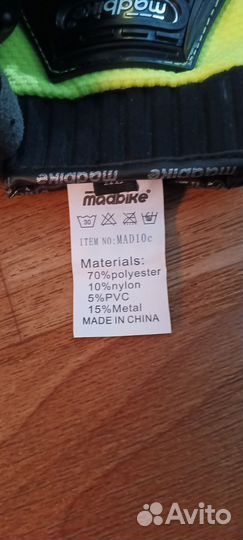 madbike
madbike
madbike
30
ITEM NO:MAD10c
Materials:
70%polyester
10%nylon
5%PVC
15%Metal
MADE IN CHINA
Avito